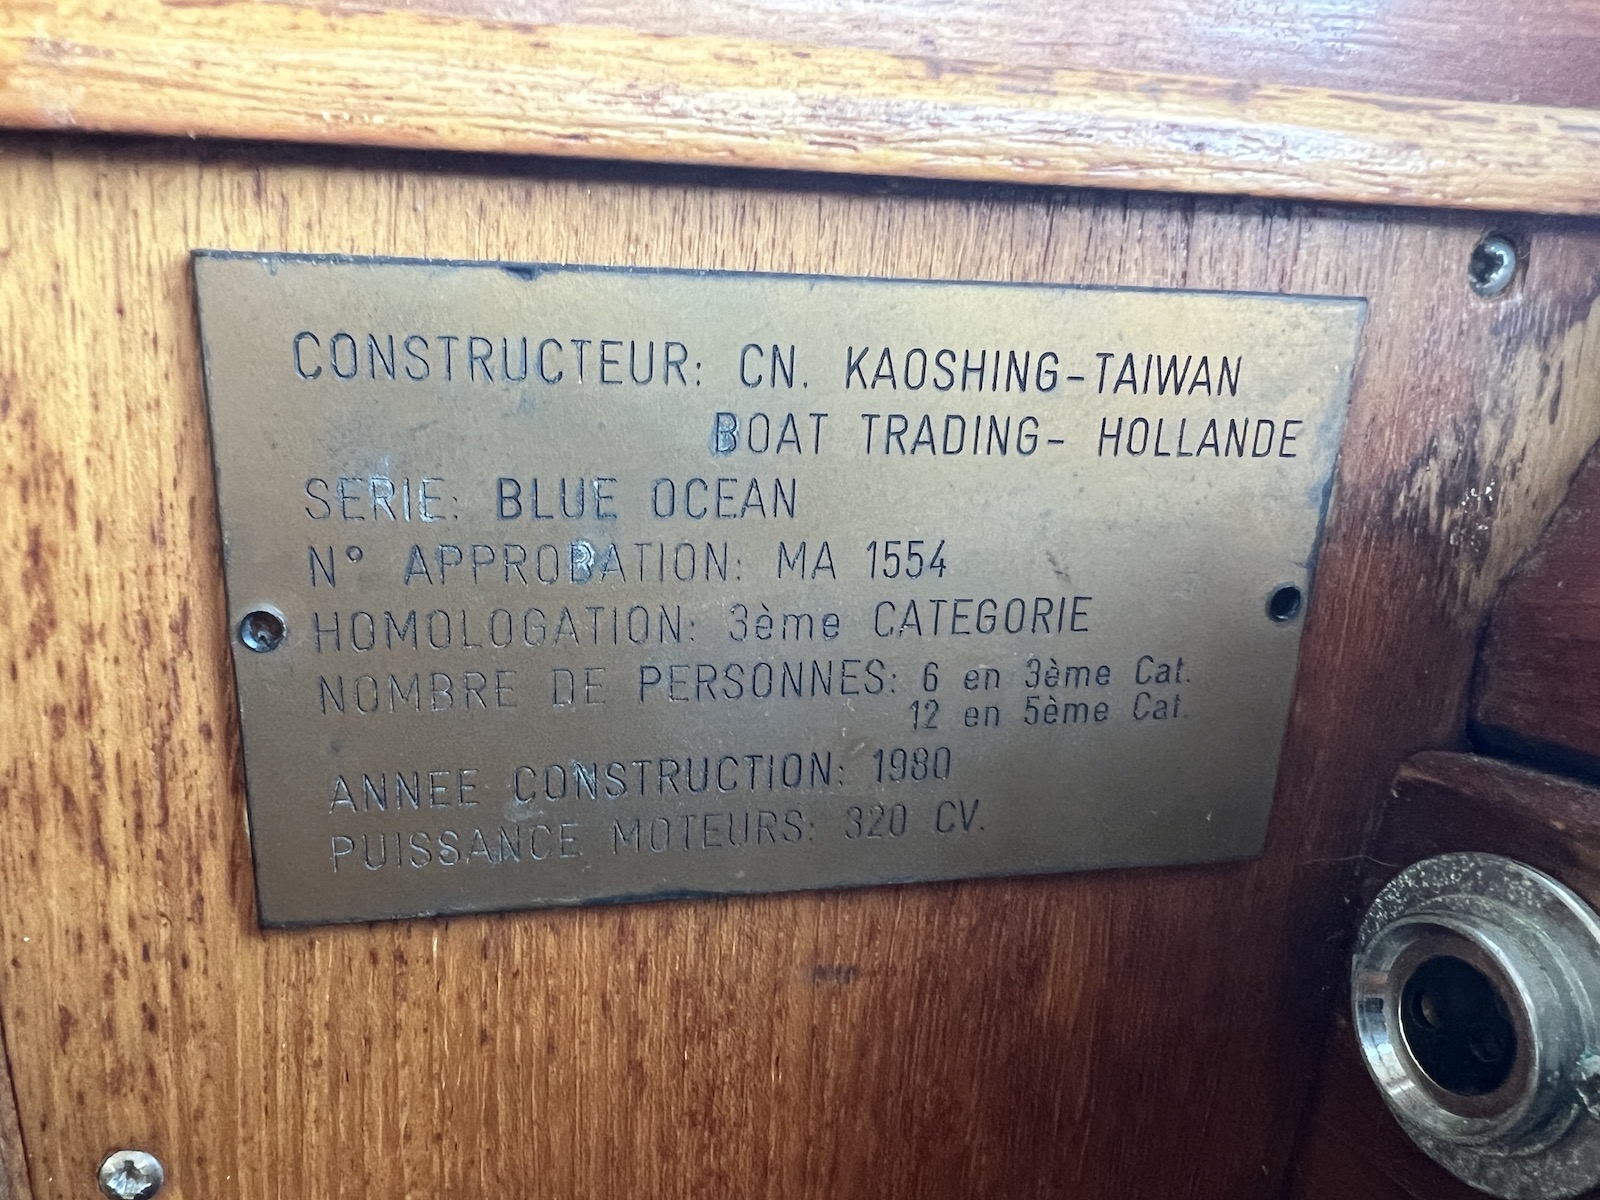 CONSTRUCTEUR: CN. KAOSHING-TAIWAN
BOAT TRADING- HOLLANDE
SERIE: BLUE OCEAN
N° APPROBATION: MA 1554
HOMOLOGATION: 3ème CATEGORIE
NOMBRE DE PERSONNES: 6 en 3ème Cat.
12 en 5ème Cat.
ANNEE CONSTRUCTION: 1980
PUISSANCE MOTEURS: 320 CV.